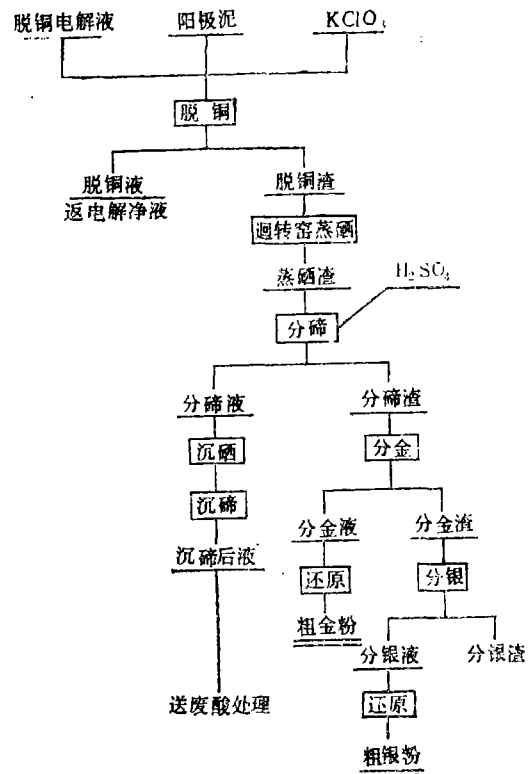 脱铜电解液 阳极泥 KClO₃
脱铜
脱铜液 脱铜渣
返电解净液
迴转窑蒸硒
蒸硒渣 H₂SO₄
分碲
分碲液 分碲渣
沉硒 分金
沉碲
分金液 分金渣
沉碲后液 还原 分银
粗金粉
分银液 分银渣
送废酸处理 还原
粗银粉